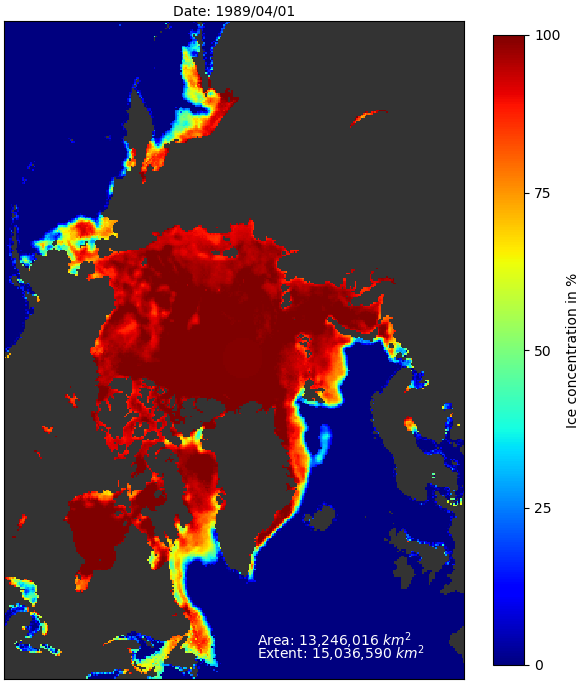 Date: 1989/04/01
100
75
50
25
0
Ice concentration in %
Area: 13,246,016 km²
Extent: 15,036,590 km²